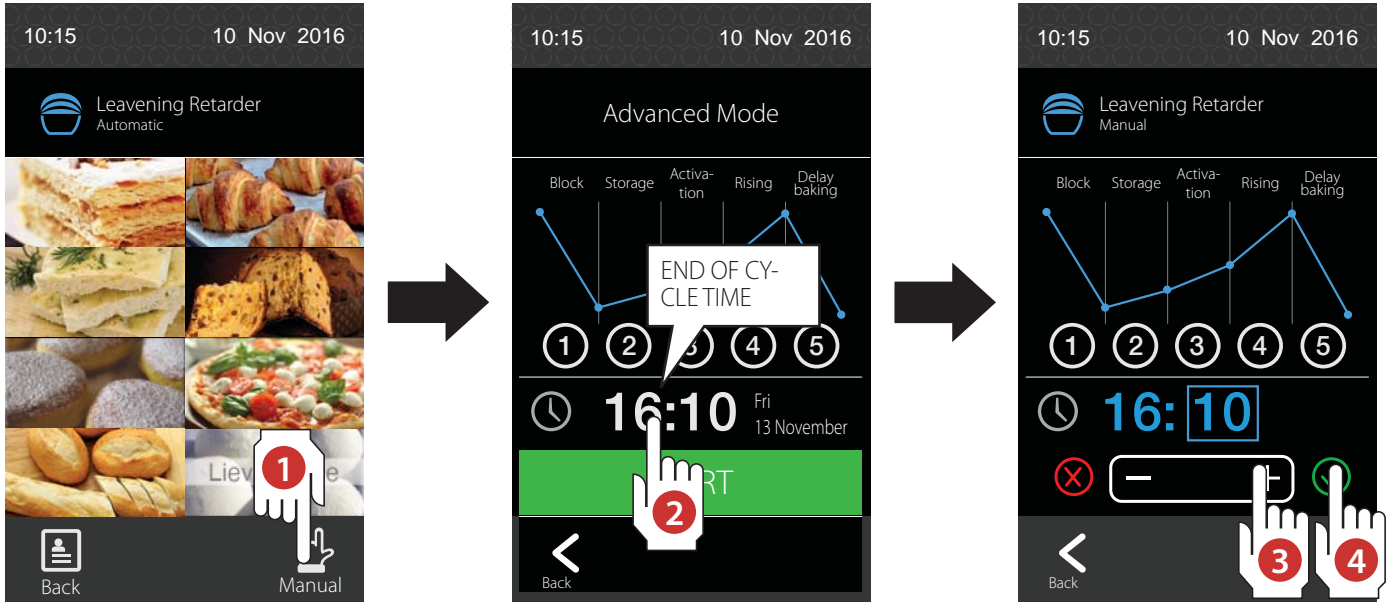 10:15 10 Nov 2016
Leavening Retarder
Automatic
1
Back Manual
10:15 10 Nov 2016
Advanced Mode
Block Storage Activa-
tion Rising Delay
baking
END OF CY-
CLE TIME
1 2 3 4 5
16:10 Fri
13 November
2
Back
10:15 10 Nov 2016
Leavening Retarder
Manual
Block Storage Activa-
tion Rising Delay
baking
1 2 3 4 5
16:10
− +
3 4
Back